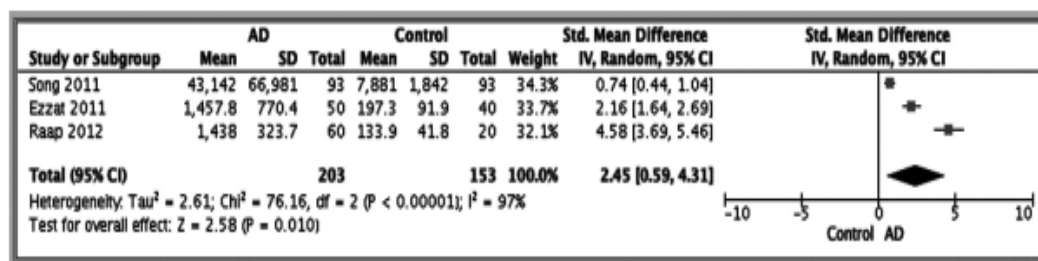 AD Control Std. Mean Difference Std. Mean Difference
Study or Subgroup Mean SD Total Mean SD Total Weight IV, Random, 95% CI IV, Random, 95% CI
Song 2011 43,142 66,981 93 7,881 1,842 93 34.3% 0.74 [0.44, 1.04]
Ezzat 2011 1,457.8 770.4 50 197.3 91.9 40 33.7% 2.16 [1.64, 2.69]
Raap 2012 1,438 323.7 60 133.9 41.8 20 32.1% 4.58 [3.69, 5.46]
Total (95% CI) 203 153 100.0% 2.45 [0.59, 4.31]
Heterogeneity: Tau² = 2.61; Chi² = 76.16, df = 2 (P < 0.00001); I² = 97%
Test for overall effect: Z = 2.58 (P = 0.010)
-10 -5 0 5 10
Control AD